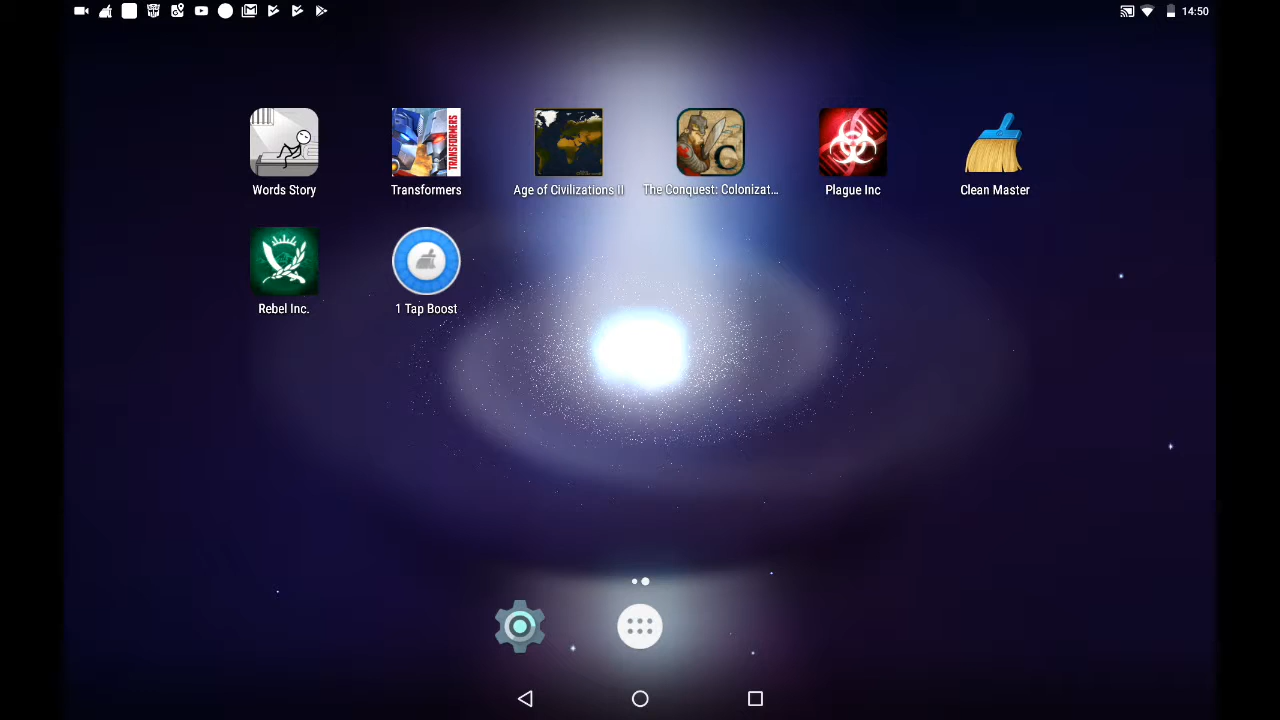 14:50
Words Story
Transformers
Age of Civilizations II
The Conquest: Colonizat...
Plague Inc
Clean Master
TRANSFORMERS
C
Rebel Inc.
1 Tap Boost